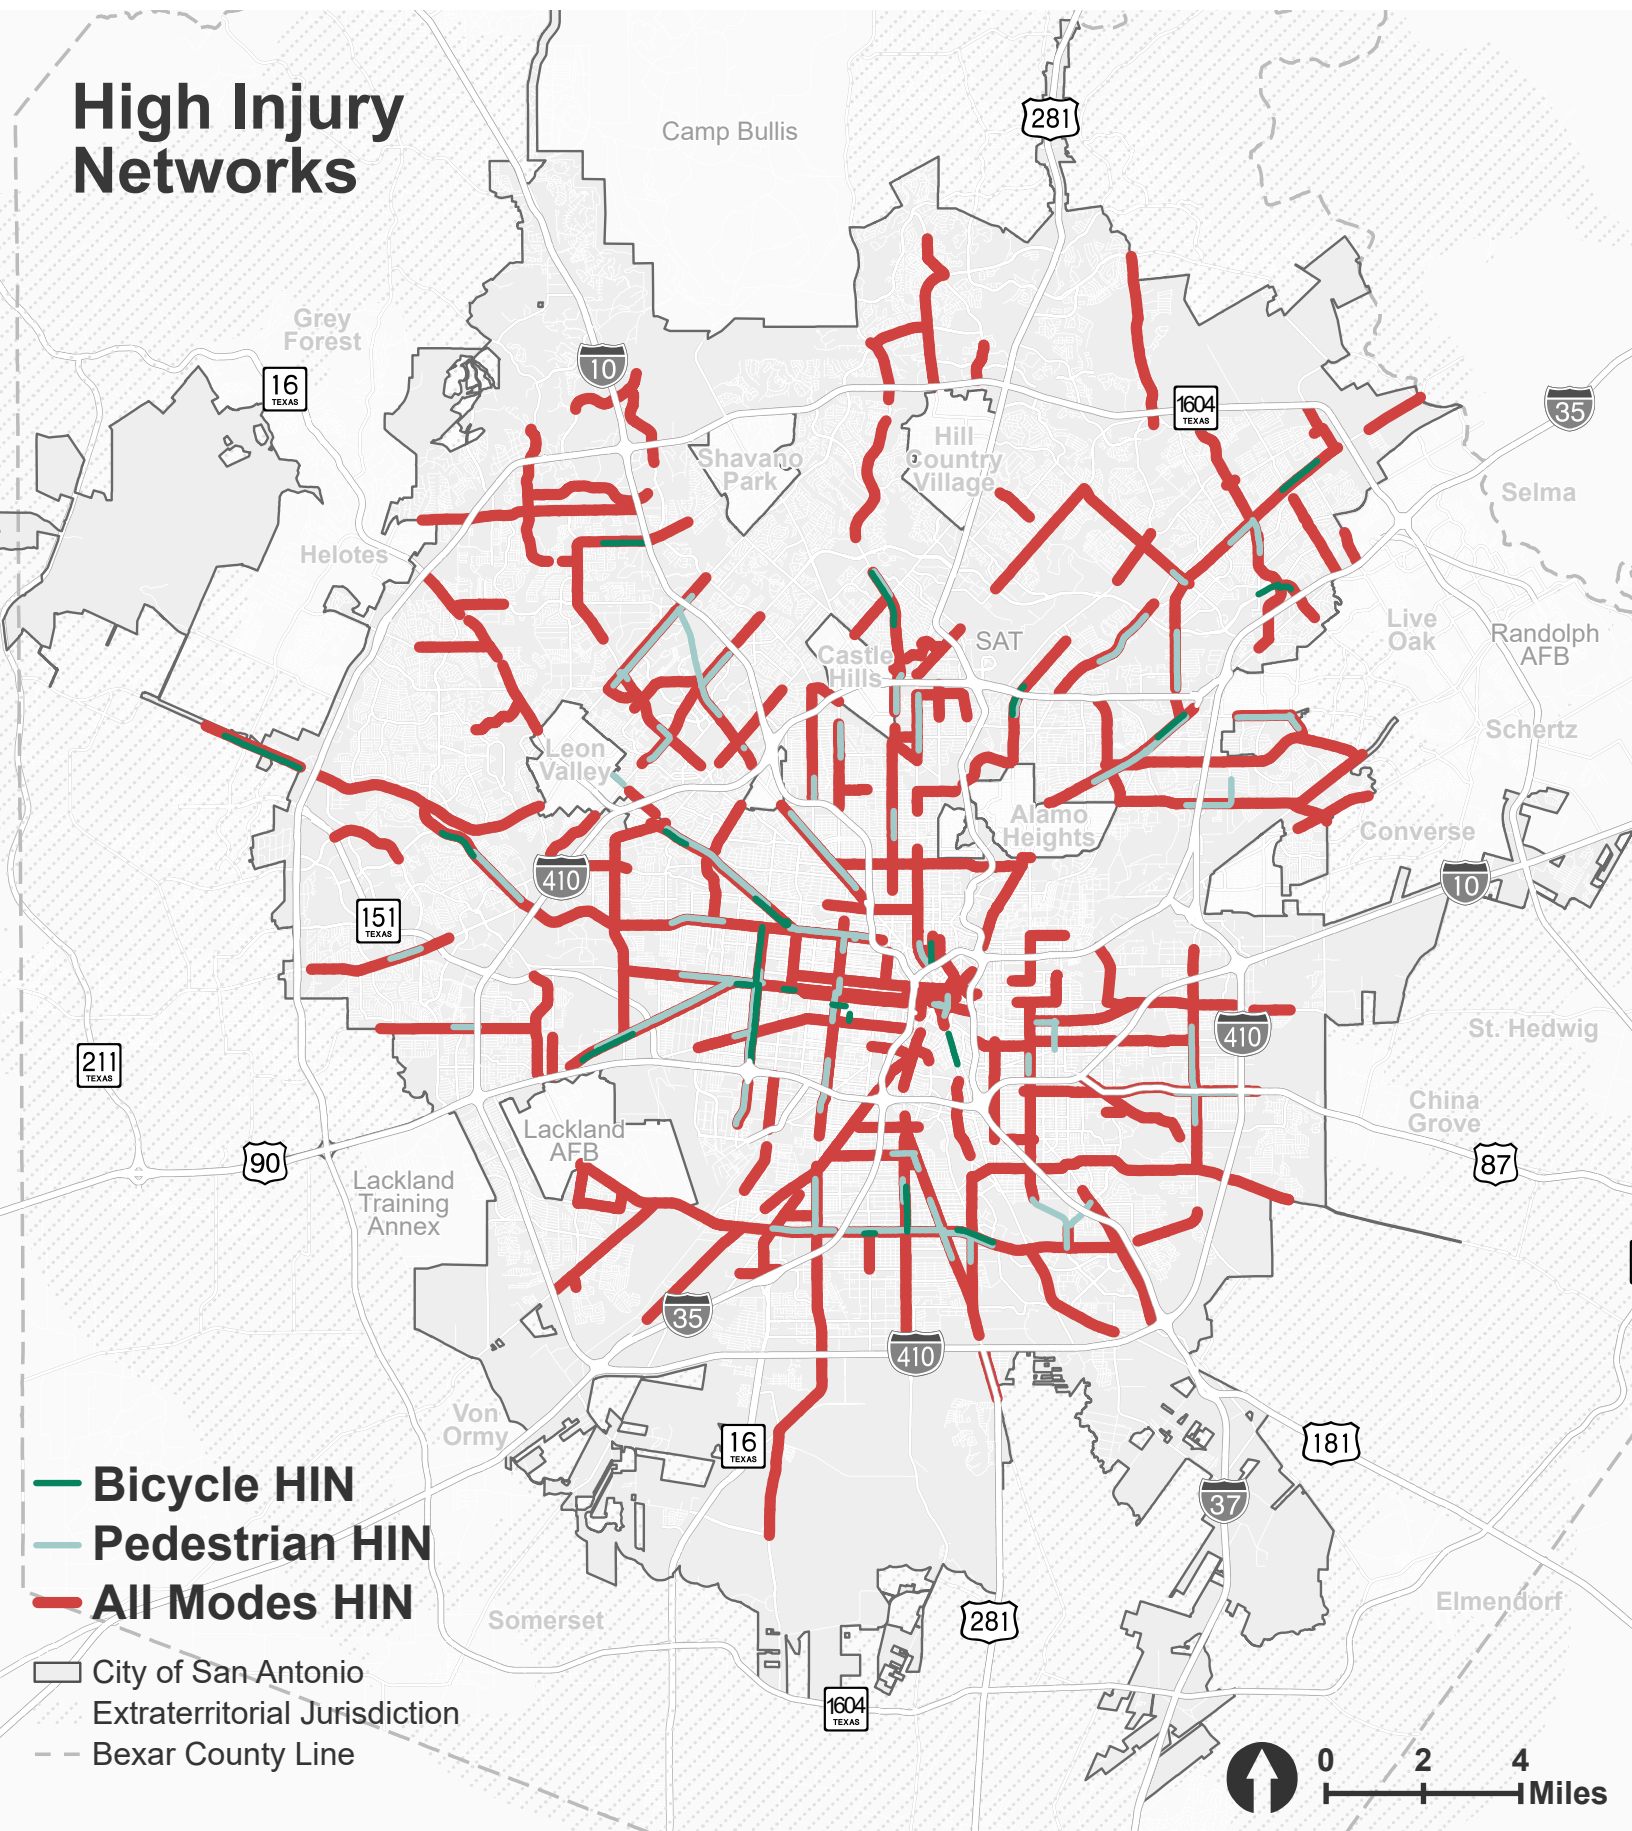 High Injury
Networks
Camp Bullis
281
Grey
Forest
10
16
TEXAS
1604
TEXAS
35
Hill
Country
Village
Shavano
Park
Selma
Helotes
Live
Oak
Randolph
AFB
SAT
Castle
Hills
Schertz
Leon
Valley
Alamo
Heights
Converse
410
10
151
TEXAS
St. Hedwig
410
211
TEXAS
China
Grove
Lackland
AFB
90
87
Lackland
Training
Annex
35
410
Von
Ormy
16
TEXAS
181
37
Bicycle HIN
Pedestrian HIN
All Modes HIN
Elmendorf
Somerset
281
City of San Antonio
Extraterritorial Jurisdiction
Bexar County Line
1604
TEXAS
0 2 4
Miles